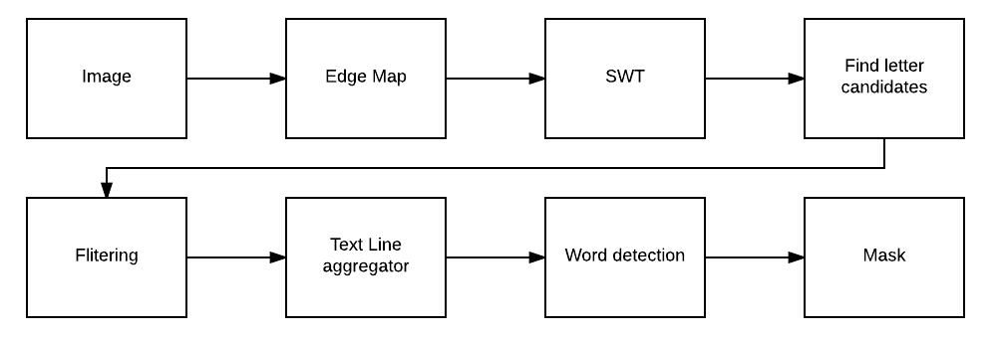 Image
Edge Map
SWT
Find letter
candidates
Flitering
Text Line
aggregator
Word detection
Mask